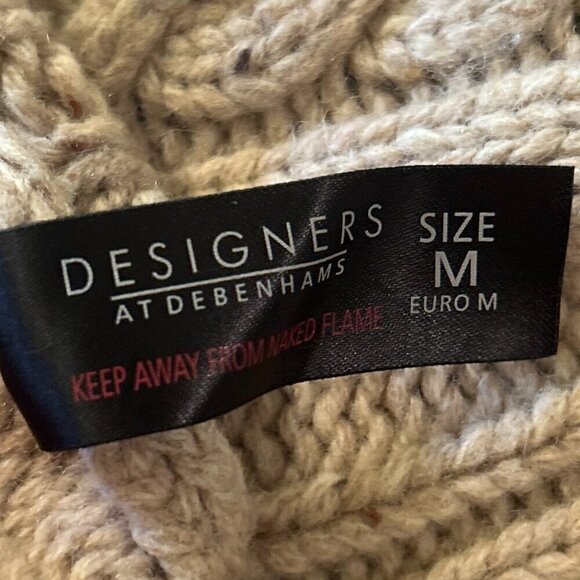 DESIGNERS
AT DEBENHAMS
KEEP AWAY FROM NAKED FLAME
SIZE
M
EURO M